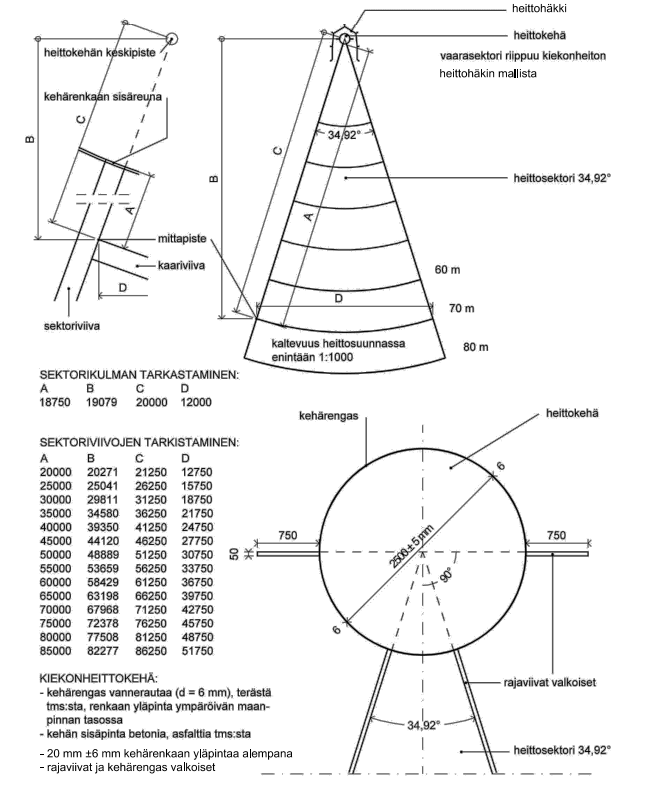 heittohäkki
heittokehän keskipiste
heittokehä
vaarasektori riippuu kiekonheiton
heittohäkin mallista
kehärenkaan sisäreuna
C
B
A
D
mittapiste
kaariviiva
sektoriviiva
34,92°
C
B
A
D
heittosektori 34,92°
60 m
70 m
80 m
kaltevuus heittosuunnassa
enintään 1:1000
SEKTORIKULMAN TARKASTAMINEN:
A B C D
18750 19079 20000 12000
SEKTORIVIIVOJEN TARKISTAMINEN:
A B C D
20000 20271 21250 12750
25000 25041 26250 15750
30000 29811 31250 18750
35000 34580 36250 21750
40000 39350 41250 24750
45000 44120 46250 27750
50000 48889 51250 30750
55000 53659 56250 33750
60000 58429 61250 36750
65000 63198 66250 39750
70000 67968 71250 42750
75000 72378 76250 45750
80000 77508 81250 48750
85000 82277 86250 51750
KIEKONHEITTOKEHÄ:
- kehärengas vannerautaa (d = 6 mm), terästä
tms:sta, renkaan yläpinta ympäröivän maan-
pinnan tasossa
- kehän sisäpinta betonia, asfalttia tms:sta
- 20 mm ±6 mm kehärenkaan yläpintaa alempana
- rajaviivat ja kehärengas valkoiset
kehärengas
heittokehä
6
750
750
50
2500±5 mm
90°
6
rajaviivat valkoiset
34,92°
heittosektori 34,92°